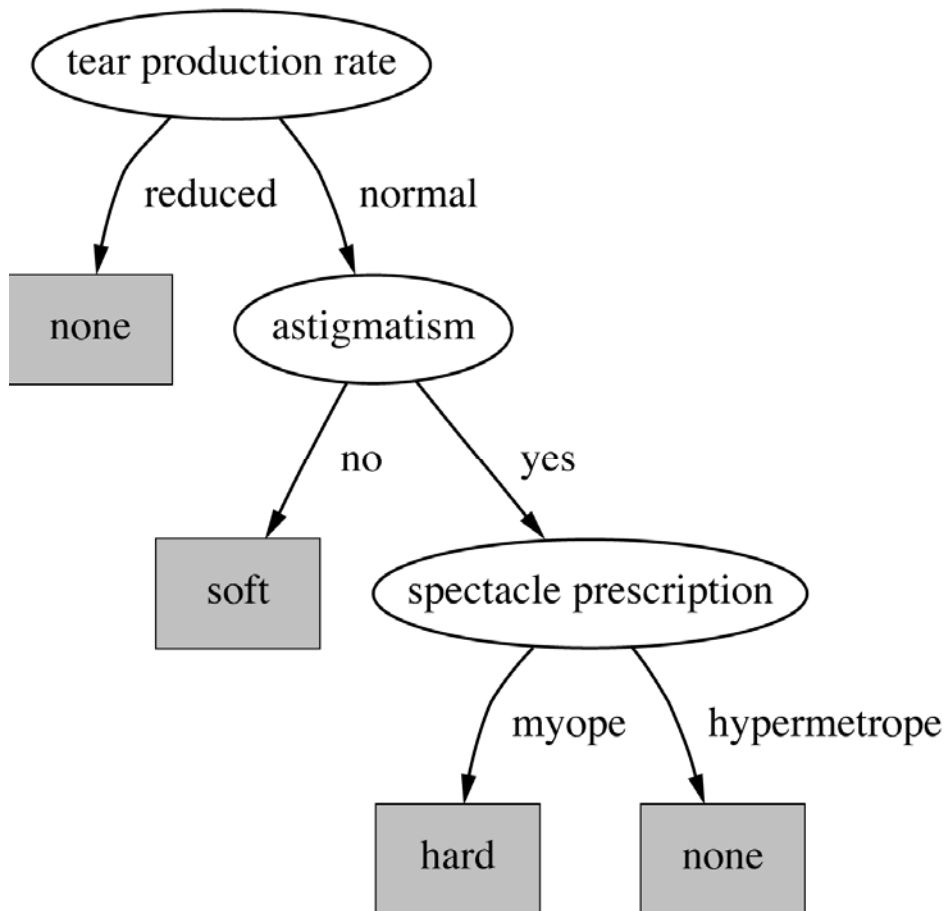 tear production rate
reduced
normal
none
astigmatism
no
yes
soft
spectacle prescription
myope
hypermetrope
hard
none